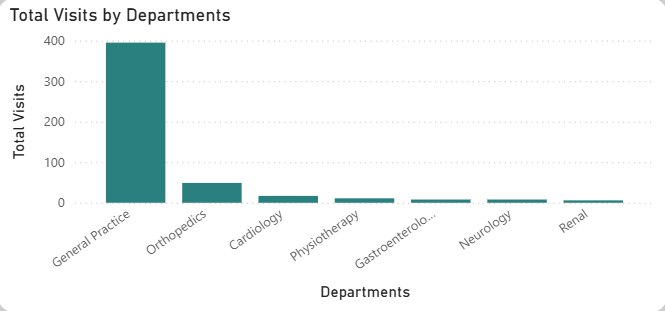 Total Visits by Departments
400
300
200
100
0
Total Visits
General Practice
Orthopedics
Cardiology
Physiotherapy
Gastroenterolo...
Neurology
Renal
Departments